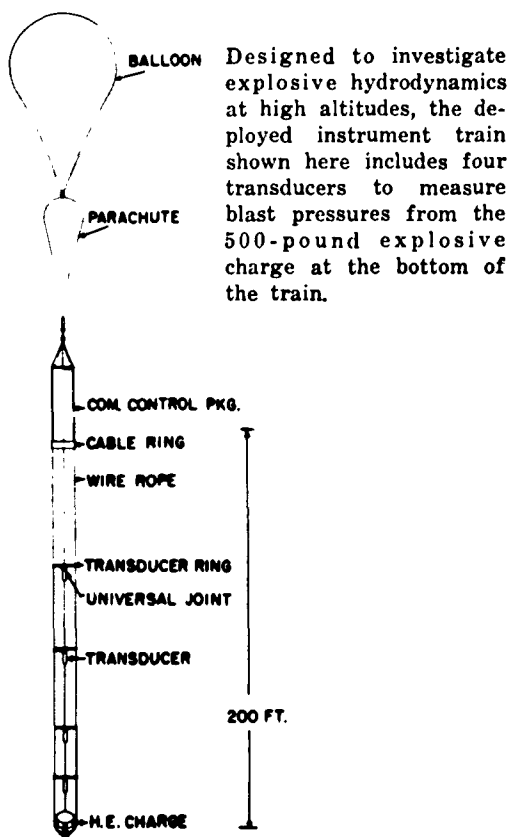 BALLOON
Designed to investigate
explosive hydrodynamics
at high altitudes, the de-
ployed instrument train
shown here includes four
transducers to measure
blast pressures from the
500-pound explosive
charge at the bottom of
the train.
PARACHUTE
COM. CONTROL PKG.
CABLE RING
WIRE ROPE
TRANSDUCER RING
UNIVERSAL JOINT
TRANSDUCER
200 FT.
H.E. CHARGE